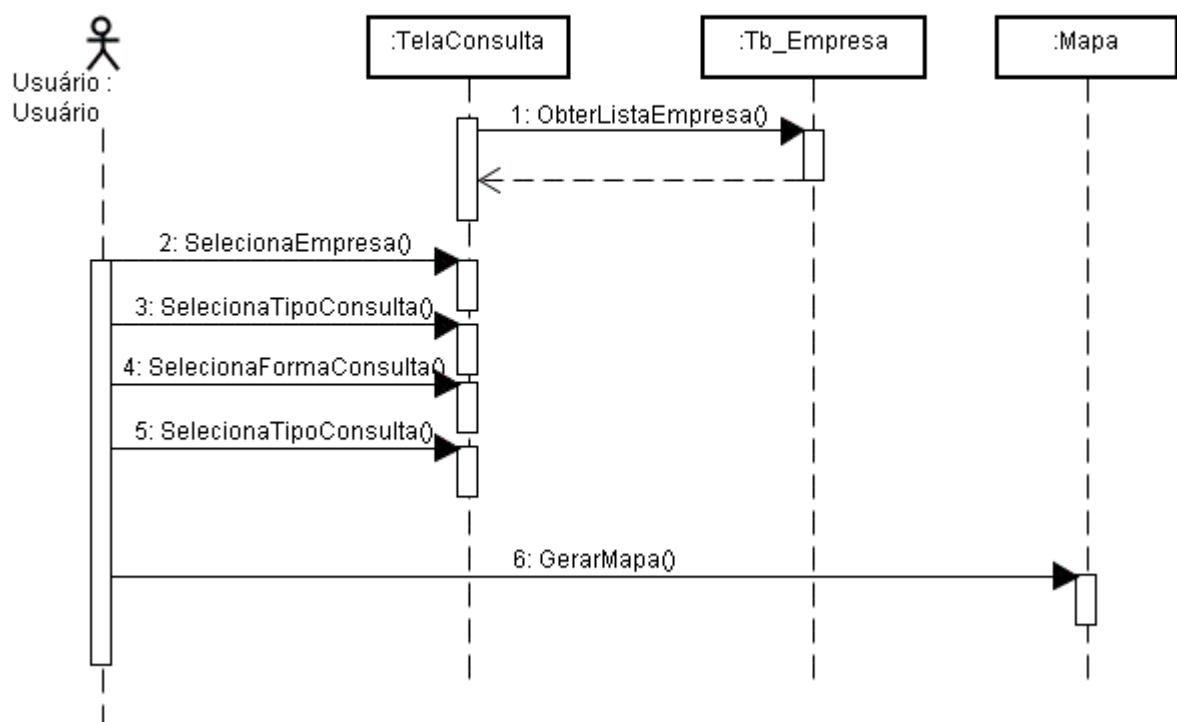 :TelaConsulta
:Tb_Empresa
:Mapa
Usuário :
Usuário
1: ObterListaEmpresa()
2: SelecionaEmpresa()
3: SelecionaTipoConsulta()
4: SelecionaFormaConsulta()
5: SelecionaTipoConsulta()
6: GerarMapa()